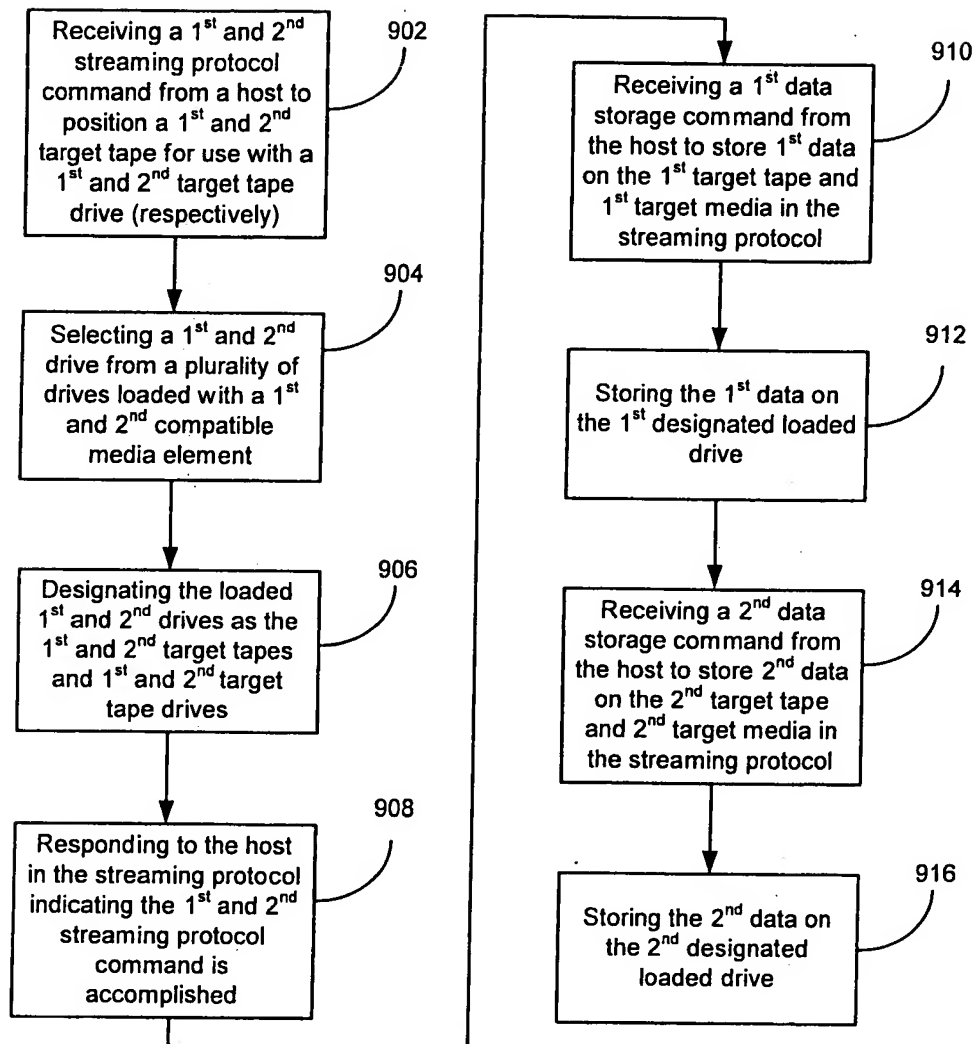 Receiving a 1st and 2nd
streaming protocol
command from a host to
position a 1st and 2nd
target tape for use with a
1st and 2nd target tape
drive (respectively)
902
Selecting a 1st and 2nd
drive from a plurality of
drives loaded with a 1st
and 2nd compatible
media element
904
Designating the loaded
1st and 2nd drives as the
1st and 2nd target tapes
and 1st and 2nd target
tape drives
906
Responding to the host
in the streaming protocol
indicating the 1st and 2nd
streaming protocol
command is
accomplished
908
Receiving a 1st data
storage command from
the host to store 1st data
on the 1st target tape and
1st target media in the
streaming protocol
910
Storing the 1st data on
the 1st designated loaded
drive
912
Receiving a 2nd data
storage command from
the host to store 2nd data
on the 2nd target tape
and 2nd target media in
the streaming protocol
914
Storing the 2nd data on
the 2nd designated
loaded drive
916